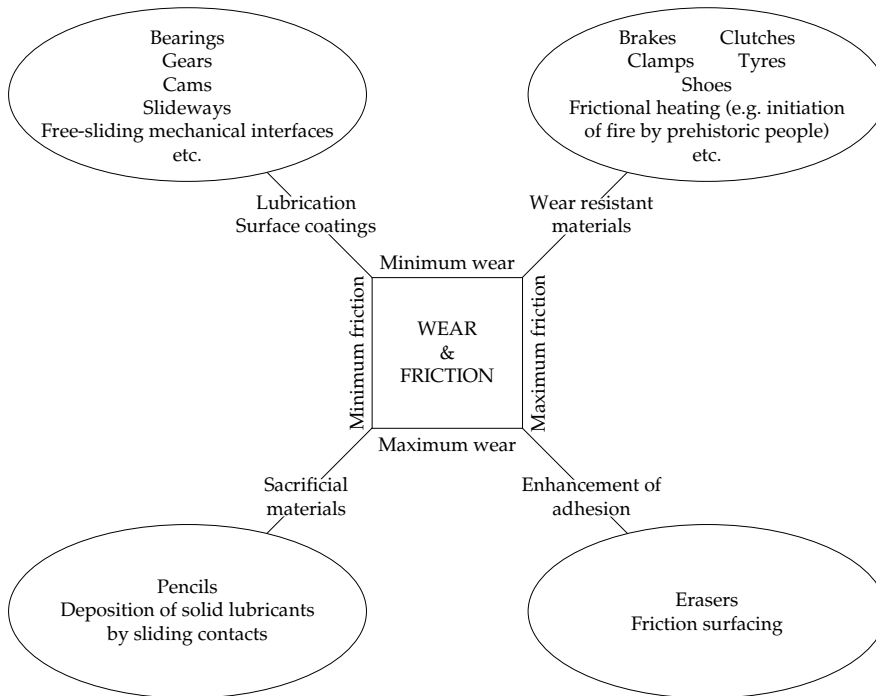 Bearings
Gears
Cams
Slideways
Free-sliding mechanical interfaces
etc.
Brakes Clutches
Clamps Tyres
Shoes
Frictional heating (e.g. initiation
of fire by prehistoric people)
etc.
Lubrication
Surface coatings
Wear resistant
materials
Minimum wear
Minimum friction
WEAR
&
FRICTION
Maximum friction
Maximum wear
Sacrificial
materials
Enhancement of
adhesion
Pencils
Deposition of solid lubricants
by sliding contacts
Erasers
Friction surfacing